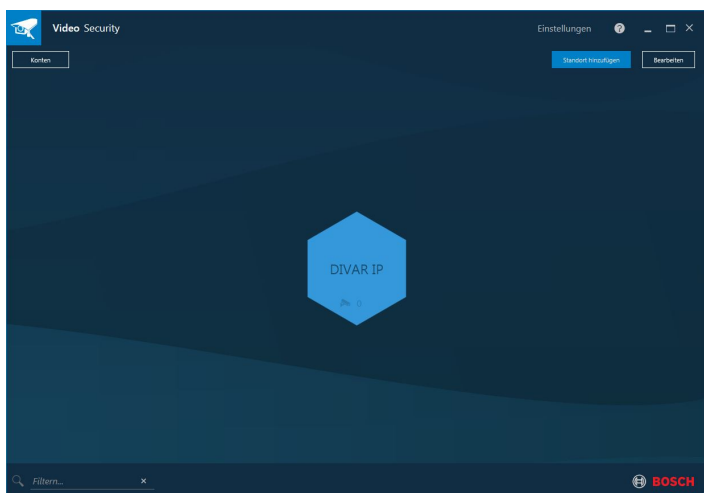 Video Security
Einstellungen
?
Konten
Standort hinzufügen
Bearbeiten
DIVAR IP
0
Filtern...
BOSCH